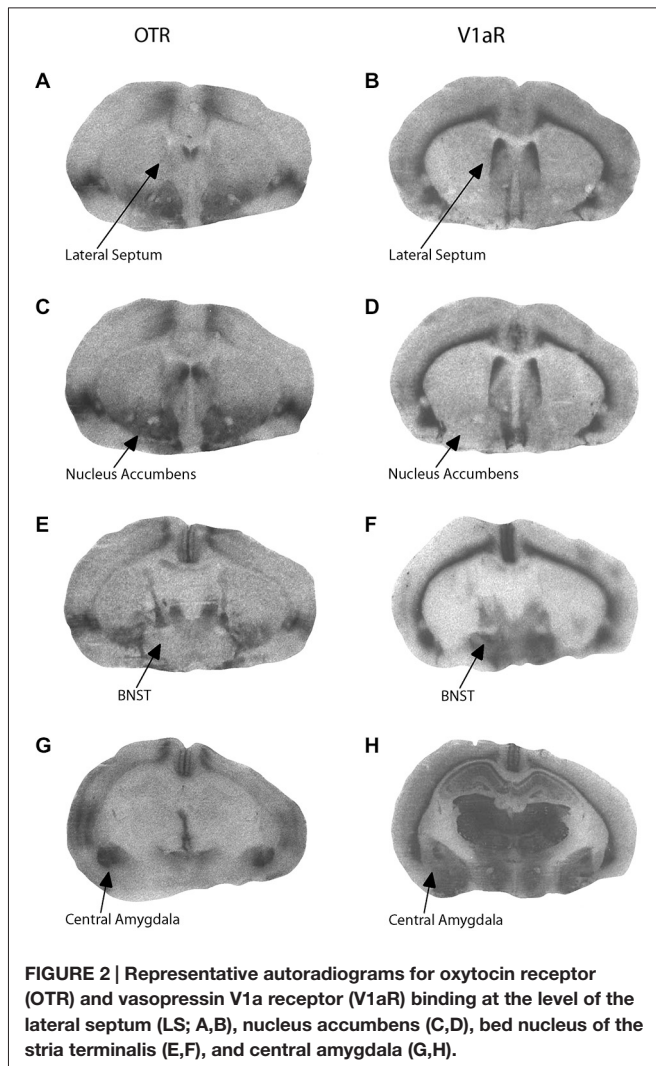 OTR
V1aR
A
B
Lateral Septum
Lateral Septum
C
D
Nucleus Accumbens
Nucleus Accumbens
E
F
BNST
BNST
G
H
Central Amygdala
Central Amygdala
FIGURE 2 | Representative autoradiograms for oxytocin receptor
(OTR) and vasopressin V1a receptor (V1aR) binding at the level of the
lateral septum (LS; A,B), nucleus accumbens (C,D), bed nucleus of the
stria terminalis (E,F), and central amygdala (G,H).